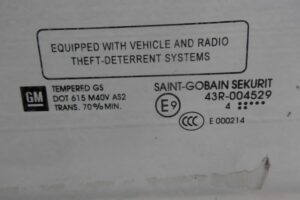 EQUIPPED WITH VEHICLE AND RADIO
THEFT-DETERRENT SYSTEMS
GM
TEMPERED GS
DOT 615 M40V AS2
TRANS. 70% MIN.
SAINT-GOBAIN SEKURIT
E9
43R-004529
4
CCC
E 000214